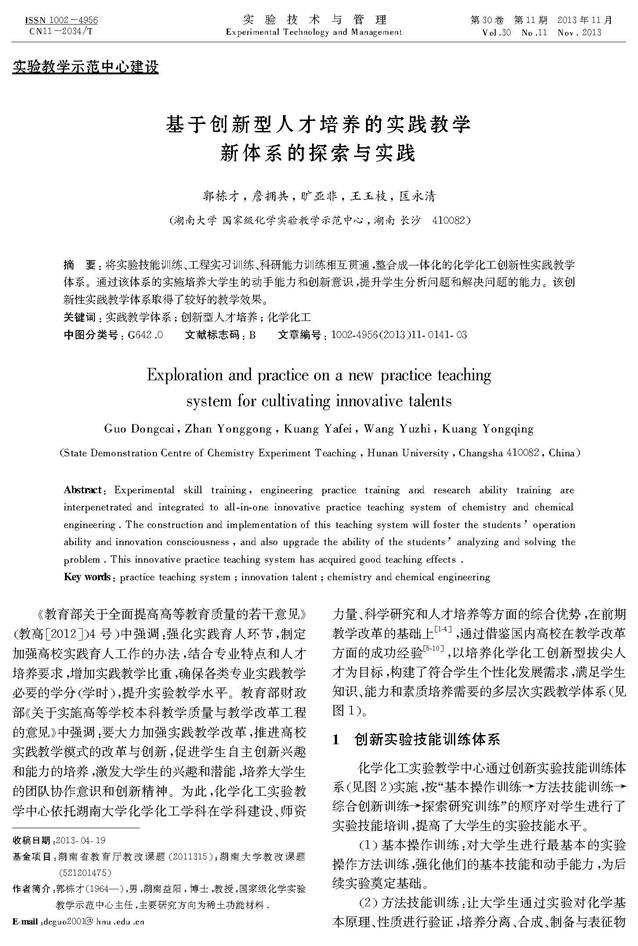 ISSN 1002-4956
CN11-2034/T
实 验 技 术 与 管 理
Experimental Technology and Management
第30卷 第11期 2013年11月
Vol.30 No.11 Nov. 2013
实验教学示范中心建设
基于创新型人才培养的实践教学
新体系的探索与实践
郭栋才,詹拥共,旷亚非,王玉枝,匡永清
(湖南大学 国家级化学实验教学示范中心,湖南 长沙 410082)
摘 要:将实验技能训练、工程实习训练、科研能力训练相互贯通,整合成一体化的化学化工创新性实践教学
体系。通过该体系的实施培养大学生的动手能力和创新意识,提升学生分析问题和解决问题的能力。该创
新性实践教学体系取得了较好的教学效果。
关键词:实践教学体系;创新型人才培养;化学化工
中图分类号:G642.0 文献标志码:B 文章编号:1002-4956(2013)11-0141-03
Exploration and practice on a new practice teaching
system for cultivating innovative talents
Guo Dongcai, Zhan Yonggong, Kuang Yafei, Wang Yuzhi, Kuang Yongqing
(State Demonstration Centre of Chemistry Experiment Teaching, Hunan University, Changsha 410082, China)
Abstract: Experimental skill training, engineering practice training and research ability training are
interpenetrated and integrated to all-in-one innovative practice teaching system of chemistry and chemical
engineering. The construction and implementation of this teaching system will foster the students' operation
ability and innovation consciousness, and also upgrade the ability of the students' analyzing and solving the
problem. This innovative practice teaching system has acquired good teaching effects.
Key words: practice teaching system; innovation talent; chemistry and chemical engineering
《教育部关于全面提高高等教育质量的若干意见》
(教高[2012]4号)中强调:强化实践育人环节,制定
加强高校实践育人工作的办法,结合专业特点和人才
培养要求,增加实践教学比重,确保各类专业实践教学
必要的学分(学时),提升实验教学水平。教育部财政
部《关于实施高等学校本科教学质量与教学改革工程
的意见》中强调:要大力加强实践教学改革,推进高校
实践教学模式的改革与创新,促进学生自主创新兴趣
和能力的培养,激发大学生的兴趣和潜能,培养大学生
的团队协作意识和创新精神。为此,化学化工实验教
学中心依托湖南大学化学化工学科在学科建设、师资
收稿日期:2013-04-19
基金项目:湖南省教育厅教改课题(2011315);湖南大学教改课题
(521201475)
作者简介:郭栋才(1964—),男,湖南益阳,博士,教授,国家级化学实验
教学示范中心主任,主要研究方向为稀土功能材料.
E-mail:dcguo2001@hnu.edu.cn
力量、科学研究和人才培养等方面的综合优势,在前期
教学改革的基础上[1-4],通过借鉴国内高校在教学改革
方面的成功经验[5-10],以培养化学化工创新型拔尖人
才为目标,构建了符合学生个性化发展需求,满足学生
知识、能力和素质培养需要的多层次实践教学体系(见
图1)。
1 创新实验技能训练体系
化学化工实验教学中心通过创新实验技能训练体
系(见图2)实施,按“基本操作训练→方法技能训练→
综合创新训练→探索研究训练”的顺序对学生进行了
实验技能培训,提高了大学生的实验技能水平。
(1)基本操作训练:对大学生进行最基本的实验
操作方法训练,强化他们的基本技能和动手能力,为后
续实验奠定基础。
(2)方法技能训练:让大学生通过实验对化学基
本原理、性质进行验证,培养分离、合成、制备与表征物